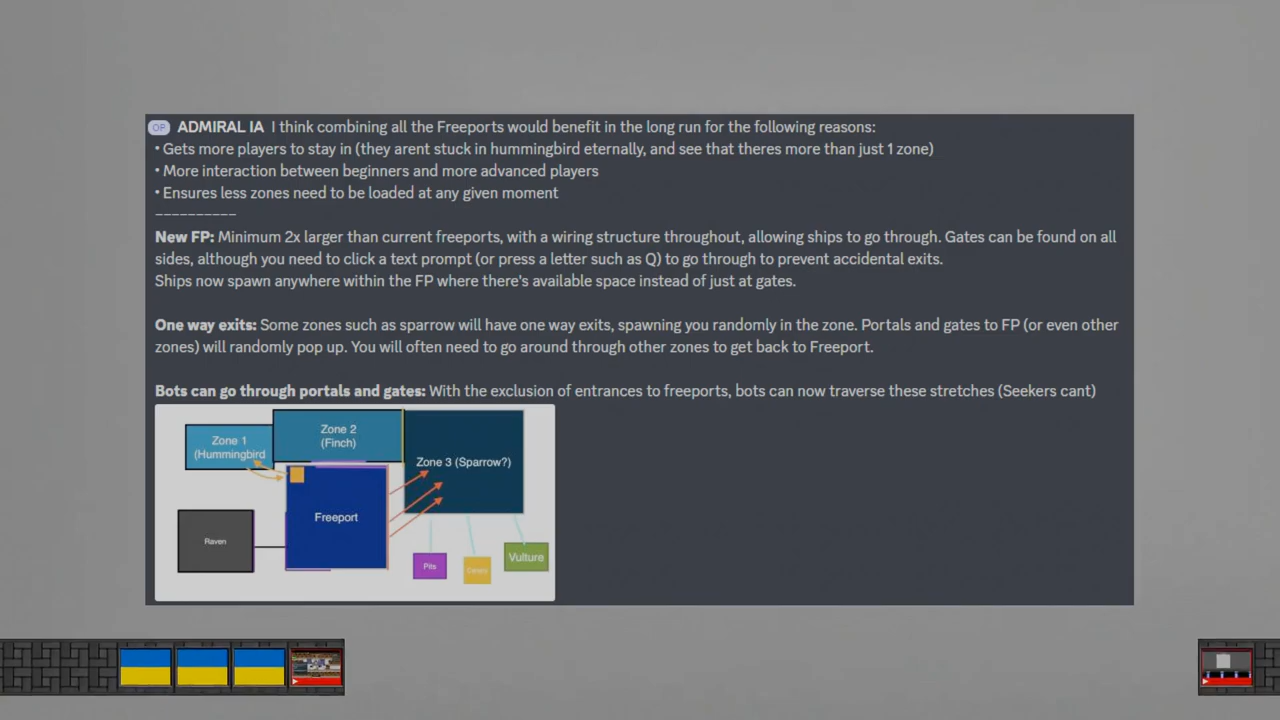 OP ADMIRAL IA I think combining all the Freeports would benefit in the long run for the following reasons:
• Gets more players to stay in (they arent stuck in hummingbird eternally, and see that theres more than just 1 zone)
• More interaction between beginners and more advanced players
• Ensures less zones need to be loaded at any given moment
----------
New FP: Minimum 2x larger than current freeports, with a wiring structure throughout, allowing ships to go through. Gates can be found on all
sides, although you need to click a text prompt (or press a letter such as Q) to go through to prevent accidental exits.
Ships now spawn anywhere within the FP where there's available space instead of just at gates.
One way exits: Some zones such as sparrow will have one way exits, spawning you randomly in the zone. Portals and gates to FP (or even other
zones) will randomly pop up. You will often need to go around through other zones to get back to Freeport.
Bots can go through portals and gates: With the exclusion of entrances to freeports, bots can now traverse these stretches (Seekers cant)
Zone 1
(Hummingbird
Zone 2
(Finch)
Zone 3 (Sparrow?)
Freeport
Raven
Pits
Vulture